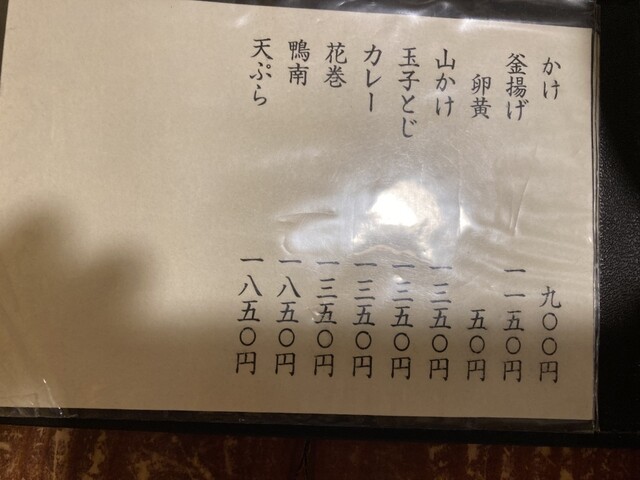 かけ 九〇〇円
釜揚げ 一一五〇円
卵黄 五〇円
山かけ 一三五〇円
玉子とじ 一三五〇円
カレー 一三五〇円
花巻 一三五〇円
鴨南 一八五〇円
天ぷら 一八五〇円